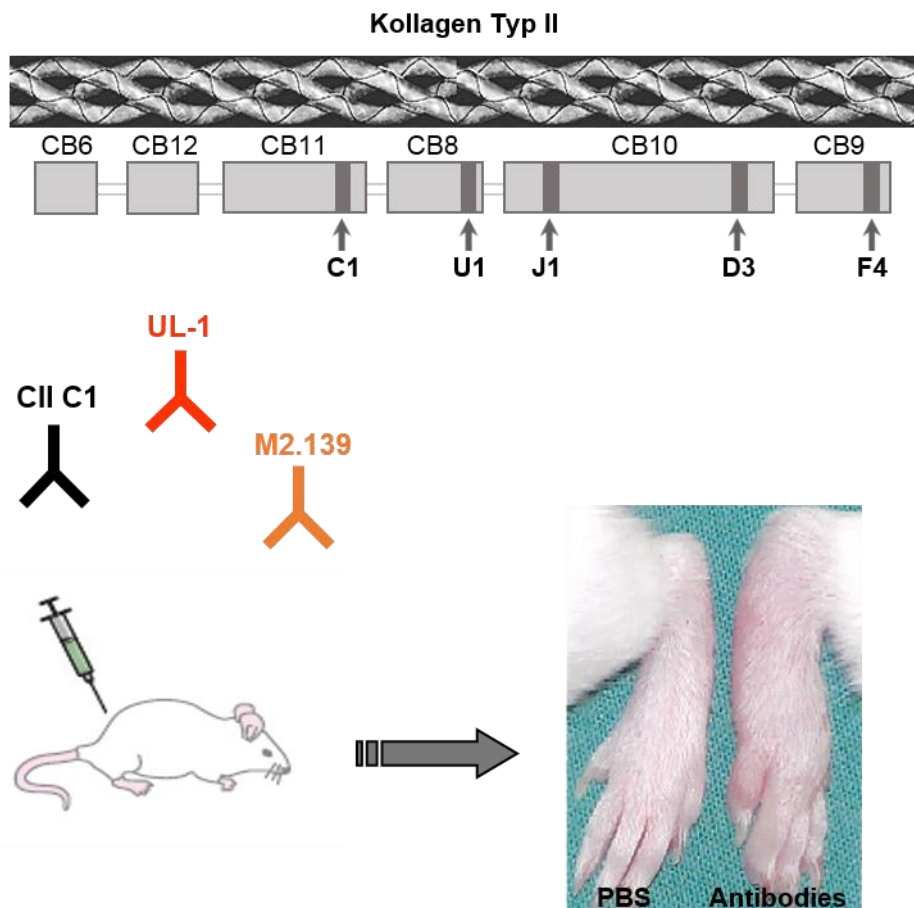 Kollagen Typ II
CB6 CB12 CB11 CB8 CB10 CB9
C1 U1 J1 D3 F4
UL-1
CII C1
M2.139
PBS Antibodies